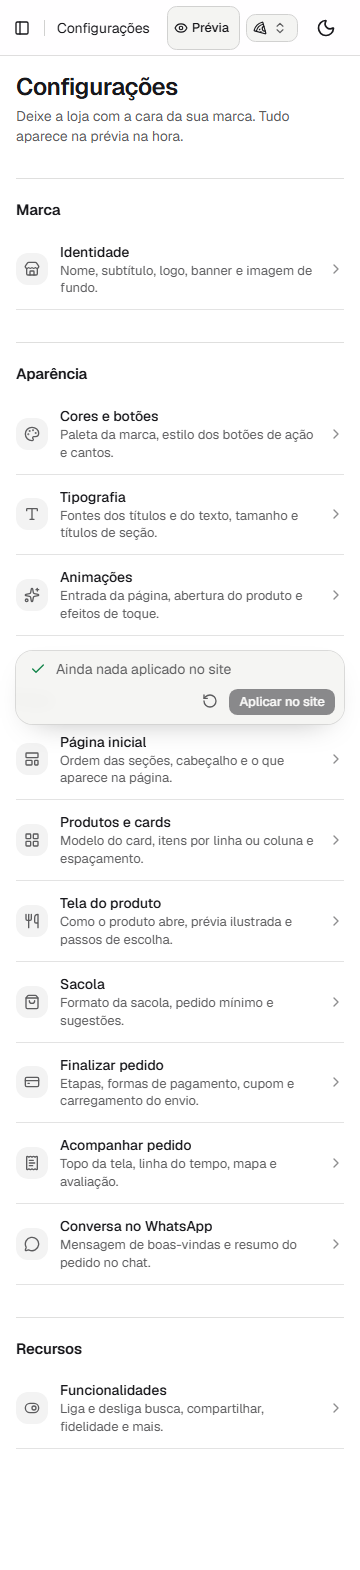 Configurações
Prévia
Configurações
Deixe a loja com a cara da sua marca. Tudo
aparece na prévia na hora.
Marca
Identidade
Nome, subtítulo, logo, banner e imagem de
fundo.
Aparência
Cores e botões
Paleta da marca, estilo dos botões de ação
e cantos.
Tipografia
Fontes dos títulos e do texto, tamanho e
títulos de seção.
Animações
Entrada da página, abertura do produto e
efeitos de toque.
Ainda nada aplicado no site
Aplicar no site
Página inicial
Ordem das seções, cabeçalho e o que
aparece na página.
Produtos e cards
Modelo do card, itens por linha ou coluna e
espaçamento.
Tela do produto
Como o produto abre, prévia ilustrada e
passos de escolha.
Sacola
Formato da sacola, pedido mínimo e
sugestões.
Finalizar pedido
Etapas, formas de pagamento, cupom e
carregamento do envio.
Acompanhar pedido
Topo da tela, linha do tempo, mapa e
avaliação.
Conversa no WhatsApp
Mensagem de boas-vindas e resumo do
pedido no chat.
Recursos
Funcionalidades
Liga e desliga busca, compartilhar,
fidelidade e mais.